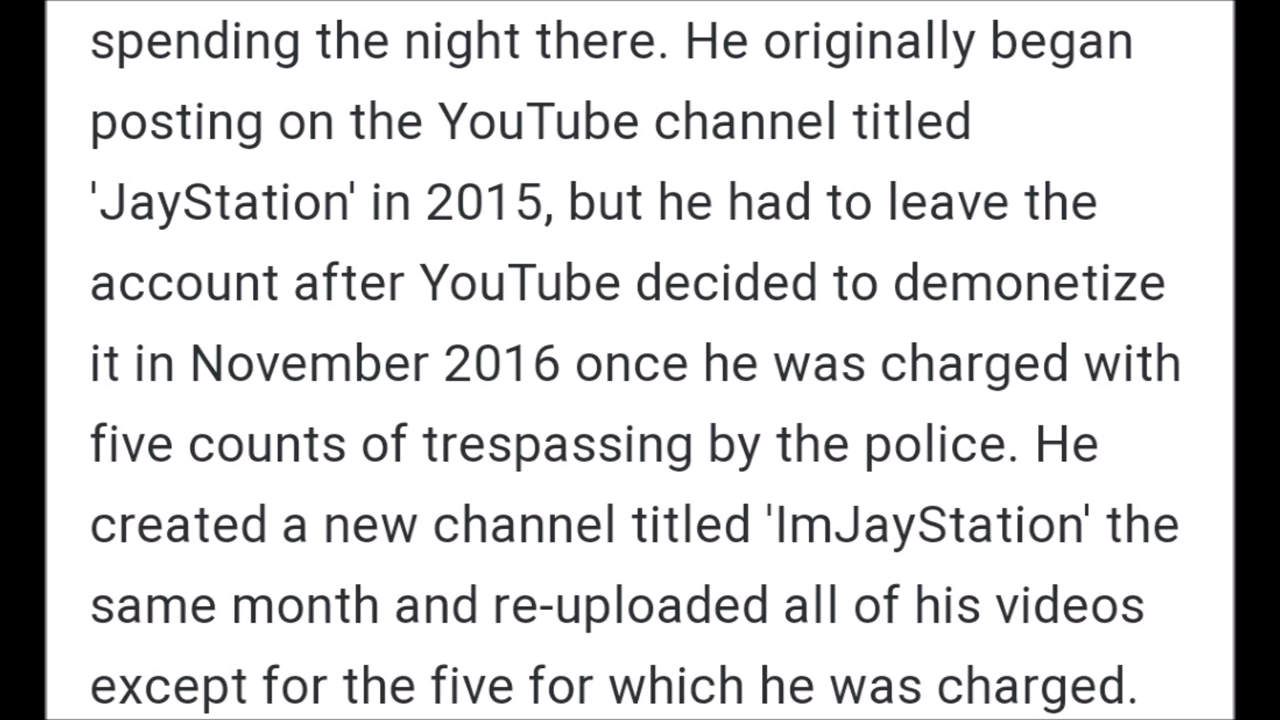 spending the night there. He originally began
posting on the YouTube channel titled
'JayStation' in 2015, but he had to leave the
account after YouTube decided to demonetize
it in November 2016 once he was charged with
five counts of trespassing by the police. He
created a new channel titled 'ImJayStation' the
same month and re-uploaded all of his videos
except for the five for which he was charged.